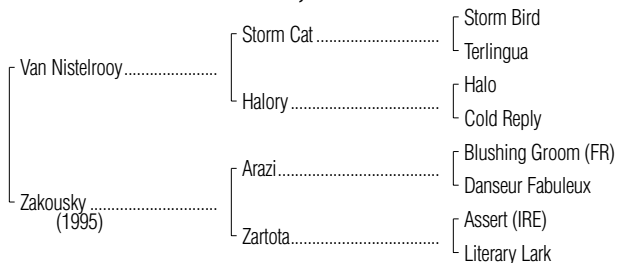 Storm Bird
Storm Cat
Terlingua
Van Nistelrooy
Halo
Halory
Cold Reply
Blushing Groom (FR)
Arazi
Danseur Fabuleux
Zakousky
(1995)
Assert (IRE)
Zartota
Literary Lark